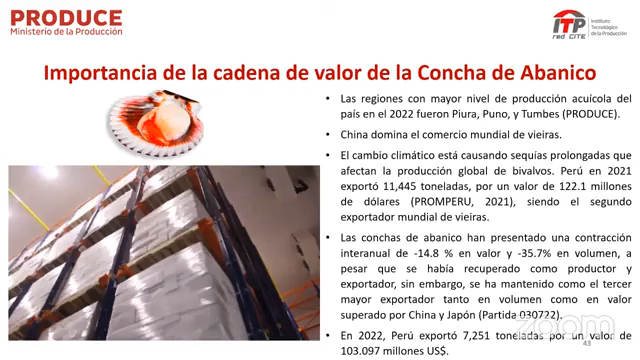 PRODUCE
Ministerio de la Producción
ITP
red CITE
Instituto
Tecnológico
de la Producción
Importancia de la cadena de valor de la Concha de Abanico
• Las regiones con mayor nivel de producción acuícola del
país en el 2022 fueron Piura, Puno, y Tumbes (PRODUCE).
• China domina el comercio mundial de vieiras.
• El cambio climático está causando sequías prolongadas que
afectan la producción global de bivalvos. Perú en 2021
exportó 11,445 toneladas, por un valor de 122.1 millones
de dólares (PROMPERU, 2021), siendo el segundo
exportador mundial de vieiras.
• Las conchas de abanico han presentado una contracción
interanual de -14.8 % en valor y -35.7% en volumen, a
pesar que se había recuperado como productor y
exportador, sin embargo, se ha mantenido como el tercer
mayor exportador tanto en volumen como en valor
superado por China y Japón (Partida 030722).
zoom
• En 2022, Perú exportó 7,251 toneladas por un valor de
43
103.097 millones US$.